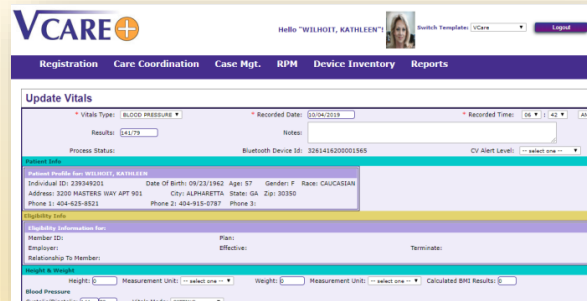 VCARE
Hello "WILHOIT, KATHLEEN"! Switch Template: VCare Logout
Registration Care Coordination Case Mgt. RPM Device Inventory Reports
Update Vitals
* Vitals Type: BLOOD PRESSURE * Recorded Date: 10/04/2019 * Recorded Time: 06 : 42 AM
Results: 141/79 Notes:
Process Status: Bluetooth Device Id: 3261416200001565 CV Alert Level: -- select one --
Patient Info
Patient Profile for: WILHOIT, KATHLEEN
Individual ID: 239349201 Date Of Birth: 09/23/1962 Age: 57 Gender: F Race: CAUCASIAN
Address: 3200 MASTERS WAY APT 901 City: ALPHARETTA State: GA Zip: 30350
Phone 1: 404-625-8521 Phone 2: 404-915-0787 Phone 3:
Eligibility Info
Eligibility Information for:
Member ID: Plan:
Employer: Effective: Terminate:
Relationship To Member:
Height & Weight
Height: 0 Measurement Unit: -- select one -- Weight: 0 Measurement Unit: -- select one -- Calculated BMI Results: 0
Blood Pressure